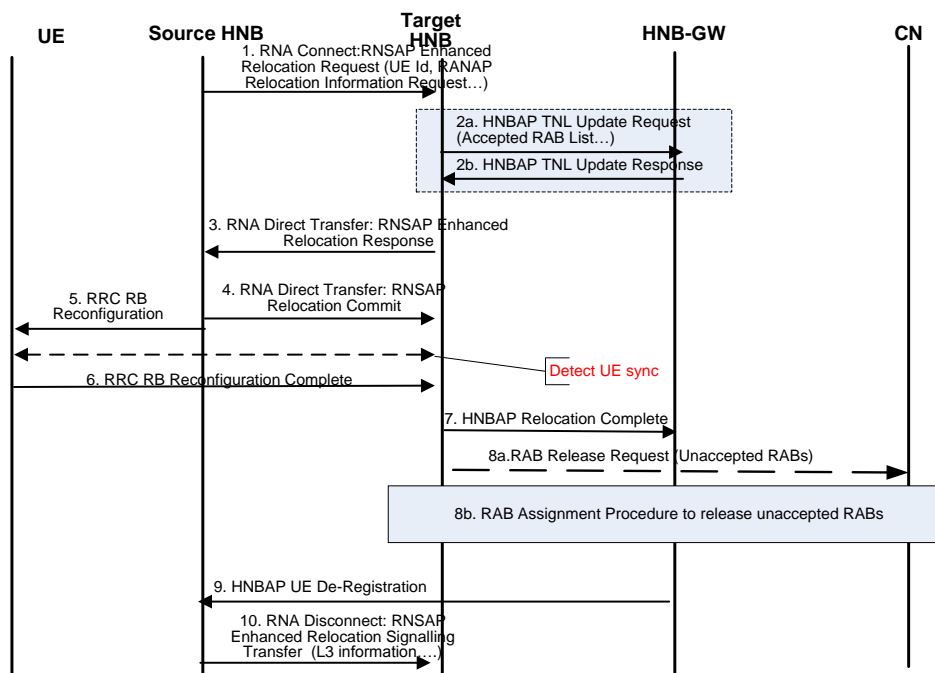 UE
Source HNB
Target
HNB
HNB-GW
CN
1. RNA Connect:RNSAP Enhanced
Relocation Request (UE Id, RANAP
Relocation Information Request…)
2a. HNBAP TNL Update Request
(Accepted RAB List…)
2b. HNBAP TNL Update Response
3. RNA Direct Transfer: RNSAP Enhanced
Relocation Response
4. RNA Direct Transfer: RNSAP
Relocation Commit
5. RRC RB
Reconfiguration
Detect UE sync
6. RRC RB Reconfiguration Complete
7. HNBAP Relocation Complete
8a.RAB Release Request (Unaccepted RABs)
8b. RAB Assignment Procedure to release unaccepted RABs
9. HNBAP UE De-Registration
10. RNA Disconnect: RNSAP
Enhanced Relocation Signalling
Transfer (L3 information,…)